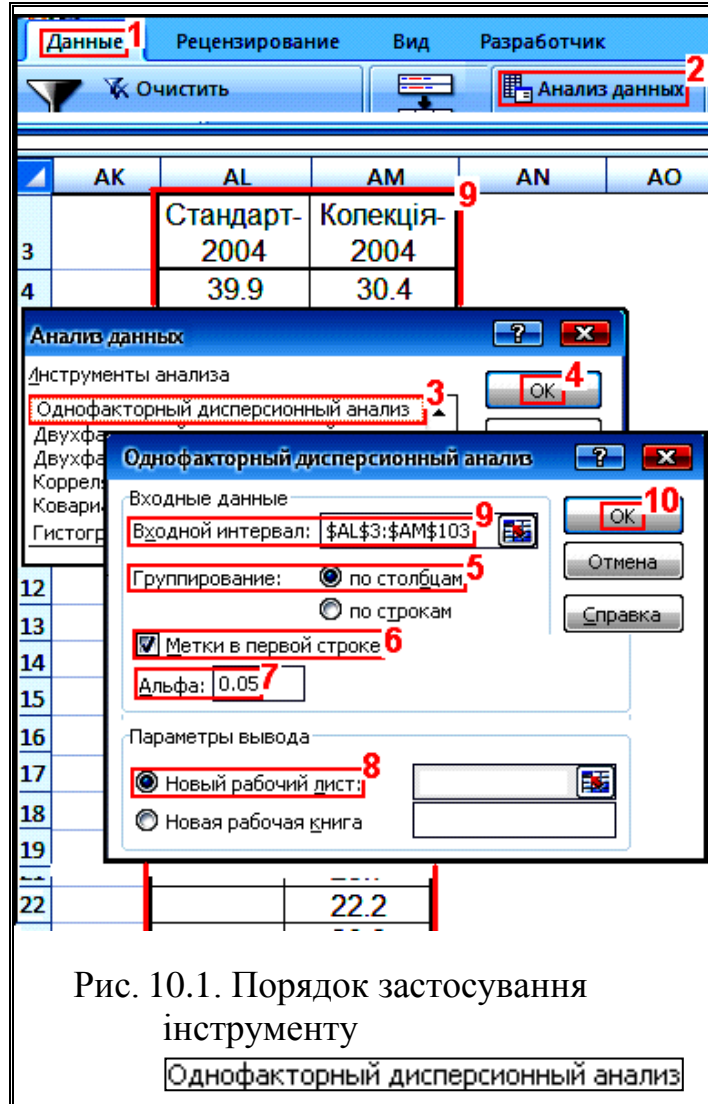 Данные 1 Рецензирование Вид Разработчик
Очистить Анализ данных 2
AK AL AM AN AO
9
3 Стандарт-2004 Колекція-2004
4 39.9 30.4
Анализ данных
Инструменты анализа
Однофакторный дисперсионный анализ 3
OK 4
Однофакторный дисперсионный анализ
Входные данные
Входной интервал: $AL$3:$AM$103 9
OK 10
Группирование: по столбцам 5
Отмена
по строкам
Справка
Метки в первой строке 6
Альфа: 0.05 7
Параметры вывода
Новый рабочий лист: 8
Новая рабочая книга
12
13
14
15
16
17
18
19
22 22.2
Рис. 10.1. Порядок застосування
інструменту
Однофакторный дисперсионный анализ